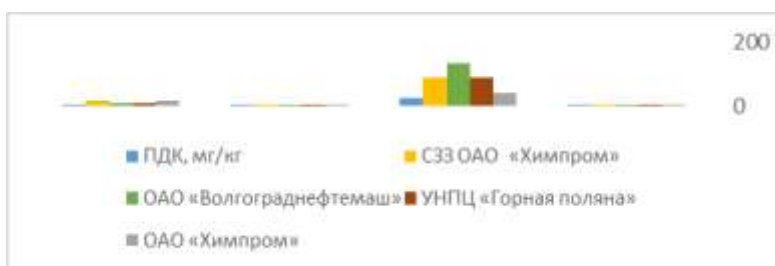 200
0
ПДК, мг/кг СЗЗ ОАО «Химпром»
ОАО «Волгограднефтемаш» УНПЦ «Горная поляна»
ОАО «Химпром»